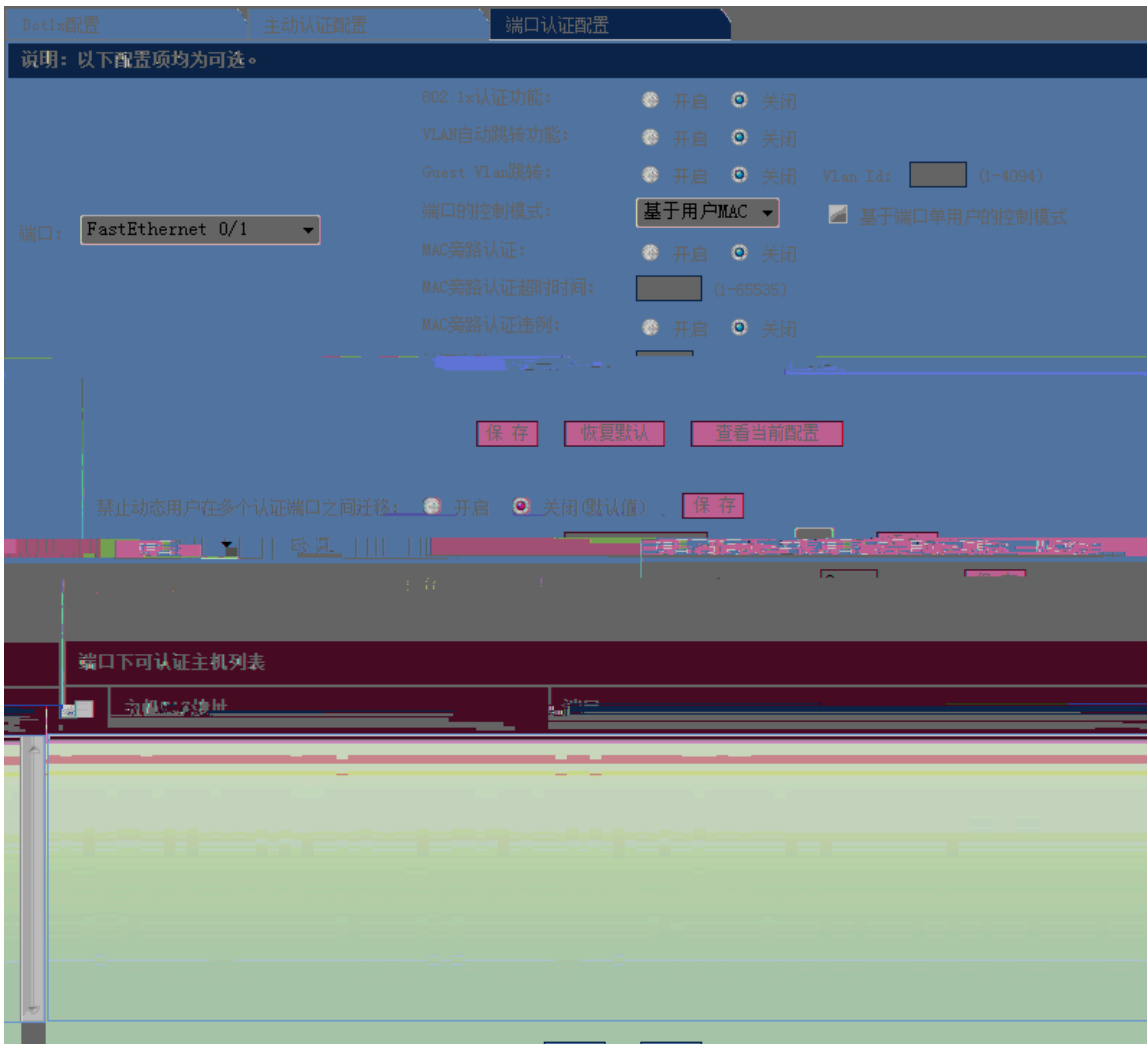 Dot1x配置 主动认证配置 端口认证配置
说明：以下配置项均为可选。
802.1x认证功能： 开启 关闭
VLAN自动跳转功能： 开启 关闭
Guest Vlan跳转： 开启 关闭 Vlan Id: (1-4094)
端口的控制模式： 基于用户MAC 基于端口单用户的控制模式
端口： FastEthernet 0/1
MAC旁路认证： 开启 关闭
MAC旁路认证超时时间： (1-65535)
MAC旁路认证违例： 开启 关闭
保 存 恢复默认 查看当前配置
禁止动态用户在多个认证端口之间迁移： 开启 关闭(默认值) 保 存
端口下可认证主机列表
端口